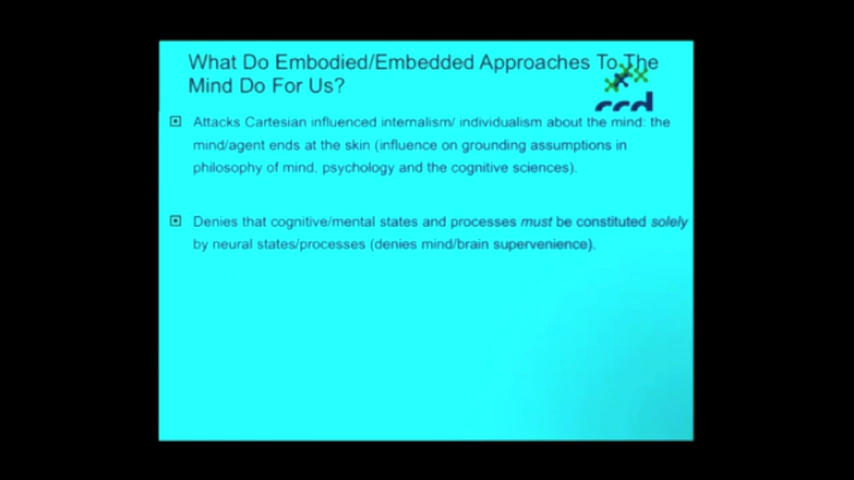 What Do Embodied/Embedded Approaches To The
Mind Do For Us?
ccd
Attacks Cartesian influenced internalism/ individualism about the mind: the
mind/agent ends at the skin (influence on grounding assumptions in
philosophy of mind, psychology and the cognitive sciences).
Denies that cognitive/mental states and processes must be constituted solely
by neural states/processes (denies mind/brain supervenience).